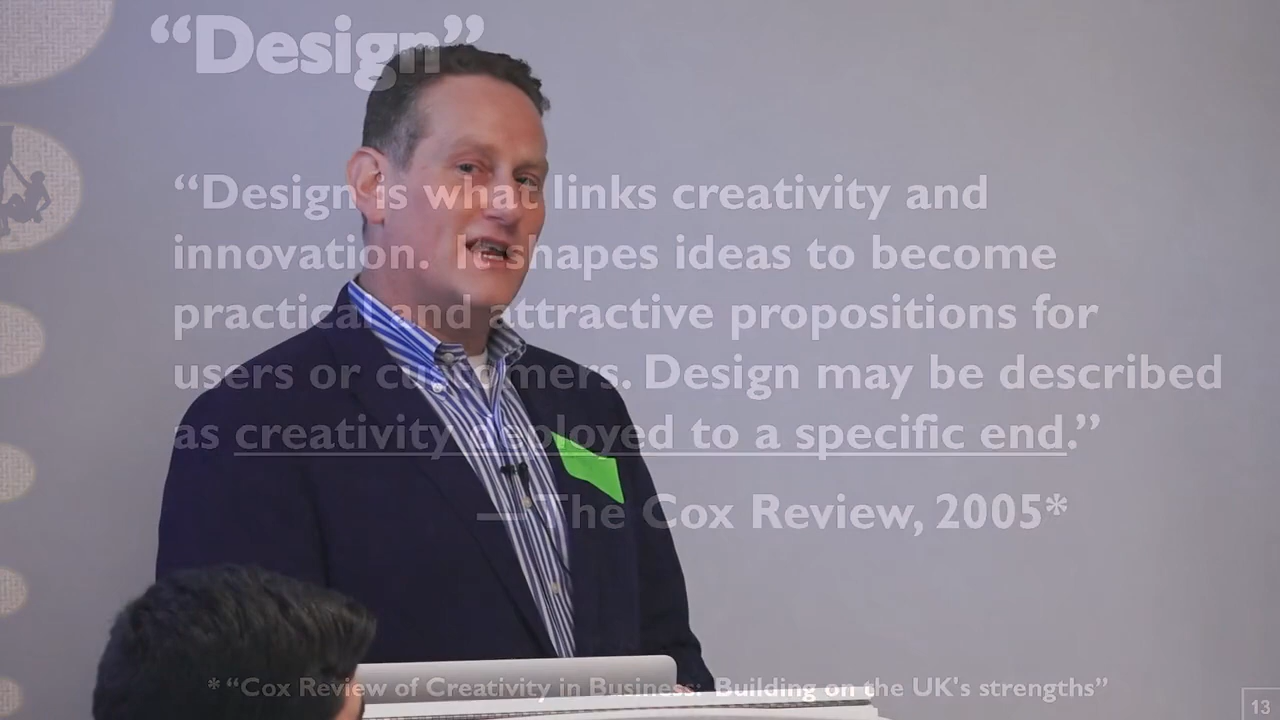 “Design”
“Design is what links creativity and
innovation. It shapes ideas to become
practical and attractive propositions for
users or customers. Design may be described
as creativity deployed to a specific end.”
— The Cox Review, 2005*
* “Cox Review of Creativity in Business: Building on the UK's strengths”
13